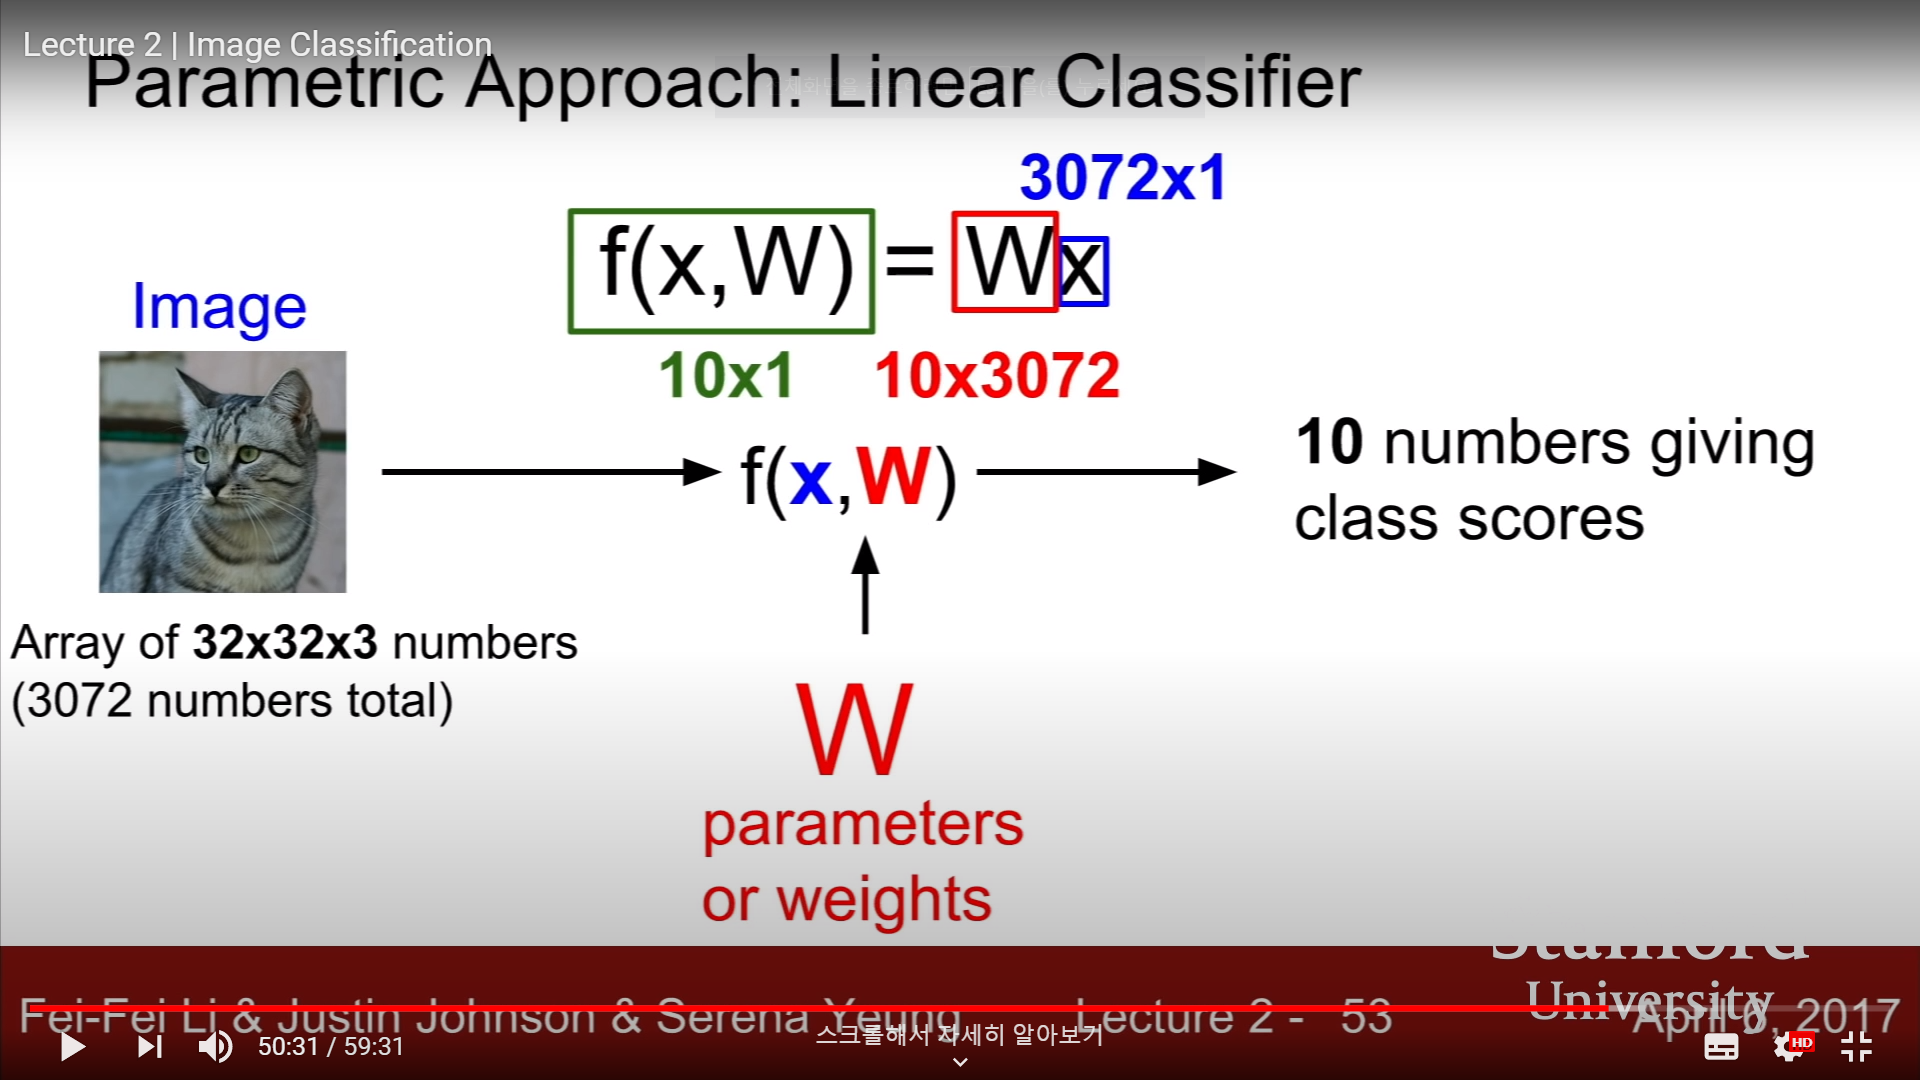 Lecture 2 | Image Classification
Parametric Approach: Linear Classifier
3072x1
f(x,W) = Wx
Image
10x1 10x3072
f(x,W)
10 numbers giving
class scores
Array of 32x32x3 numbers
(3072 numbers total)
W
parameters
or weights
Stanford
University
Fei-Fei Li & Justin Johnson & Serena Yeung
Lecture 2 - 53
April 6, 2017
스크롤해서 자세히 알아보기
50:31 / 59:31
HD